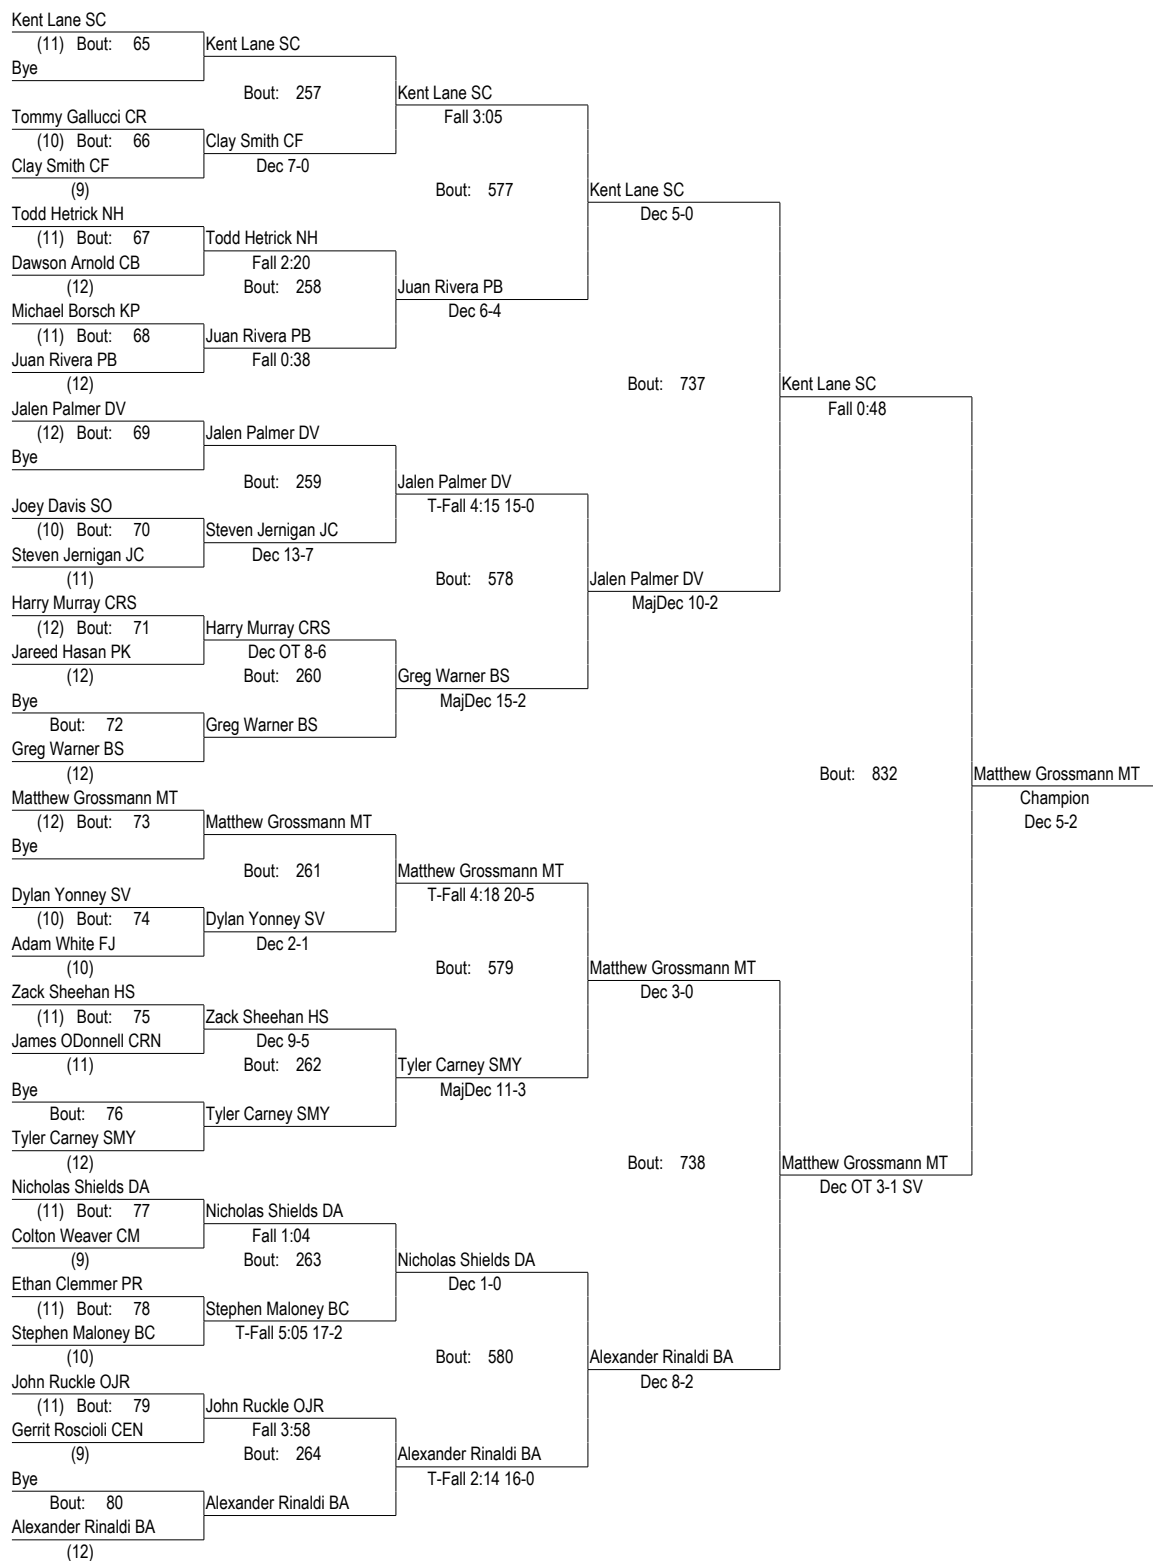 Kent Lane SC
(11) Bout: 65 Kent Lane SC
Bye
Bout: 257 Kent Lane SC
Tommy Gallucci CR Fall 3:05
(10) Bout: 66 Clay Smith CF
Clay Smith CF Dec 7-0
(9) Bout: 577 Kent Lane SC
Todd Hetrick NH Dec 5-0
(11) Bout: 67 Todd Hetrick NH
Dawson Arnold CB Fall 2:20
(12) Bout: 258 Juan Rivera PB
Michael Borsch KP Dec 6-4
(11) Bout: 68 Juan Rivera PB
Juan Rivera PB Fall 0:38
(12) Bout: 737 Kent Lane SC
Jalen Palmer DV Fall 0:48
(12) Bout: 69 Jalen Palmer DV
Bye
Bout: 259 Jalen Palmer DV
Joey Davis SO T-Fall 4:15 15-0
(10) Bout: 70 Steven Jernigan JC
Steven Jernigan JC Dec 13-7
(11) Bout: 578 Jalen Palmer DV
Harry Murray CRS MajDec 10-2
(12) Bout: 71 Harry Murray CRS
Jareed Hasan PK Dec OT 8-6
(12) Bout: 260 Greg Warner BS
Bye MajDec 15-2
Bout: 72 Greg Warner BS
Greg Warner BS
(12) Bout: 832 Matthew Grossmann MT
Matthew Grossmann MT Champion
(12) Bout: 73 Matthew Grossmann MT Dec 5-2
Bye
Bout: 261 Matthew Grossmann MT
Dylan Yonney SV T-Fall 4:18 20-5
(10) Bout: 74 Dylan Yonney SV
Adam White FJ Dec 2-1
(10) Bout: 579 Matthew Grossmann MT
Zack Sheehan HS Dec 3-0
(11) Bout: 75 Zack Sheehan HS
James ODonnell CRN Dec 9-5
(11) Bout: 262 Tyler Carney SMY
Bye MajDec 11-3
Bout: 76 Tyler Carney SMY
Tyler Carney SMY
(12) Bout: 738 Matthew Grossmann MT
Nicholas Shields DA Dec OT 3-1 SV
(11) Bout: 77 Nicholas Shields DA
Colton Weaver CM Fall 1:04
(9) Bout: 263 Nicholas Shields DA
Ethan Clemmer PR Dec 1-0
(11) Bout: 78 Stephen Maloney BC
Stephen Maloney BC T-Fall 5:05 17-2
(10) Bout: 580 Alexander Rinaldi BA
John Ruckle OJR Dec 8-2
(11) Bout: 79 John Ruckle OJR
Gerrit Roscioli CEN Fall 3:58
(9) Bout: 264 Alexander Rinaldi BA
Bye T-Fall 2:14 16-0
Bout: 80 Alexander Rinaldi BA
Alexander Rinaldi BA
(12)